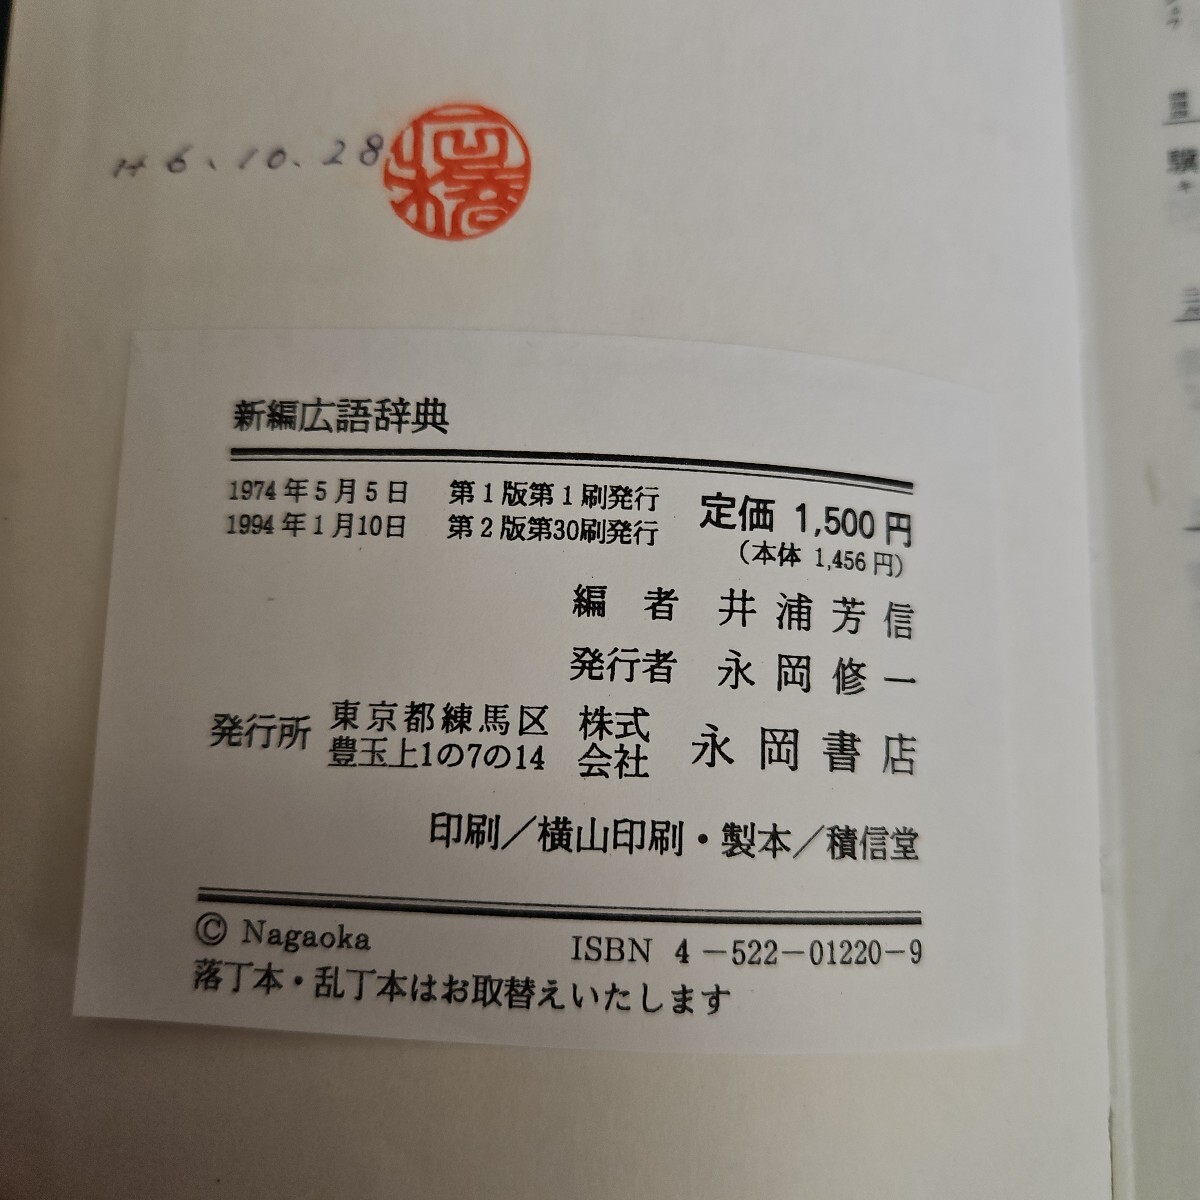 H6.10.28
新編広語辞典
1974年5月5日 第1版第1刷発行
1994年1月10日 第2版第30刷発行
定価 1,500円
（本体 1,456円）
編者 井浦芳信
発行者 永岡修一
発行所 東京都練馬区豊玉上1の7の14 株式会社 永岡書店
印刷／横山印刷・製本／積信堂
© Nagaoka ISBN 4-522-01220-9
落丁本・乱丁本はお取替えいたします